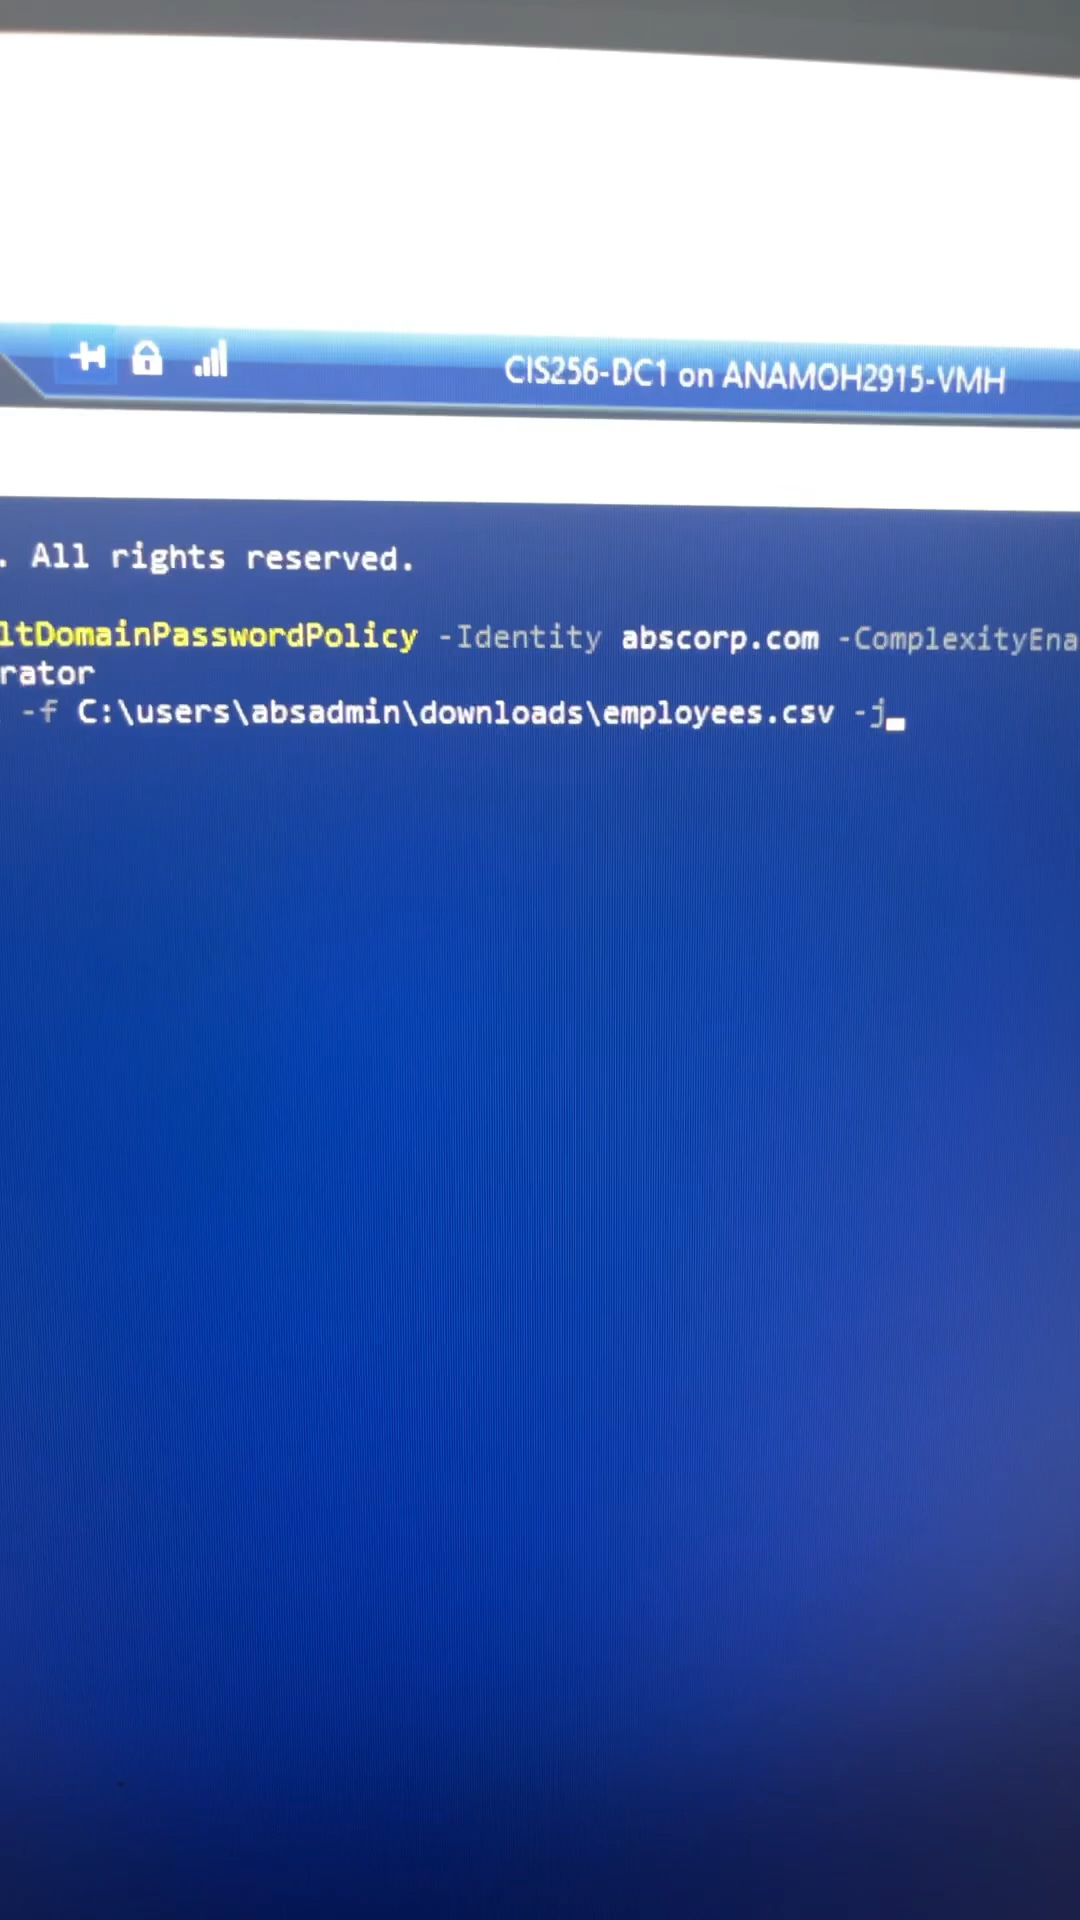 CIS256-DC1 on ANAMOH2915-VMH
. All rights reserved.
ltDomainPasswordPolicy -Identity abscorp.com -ComplexityEna
rator
-f C:\users\absadmin\downloads\employees.csv -j